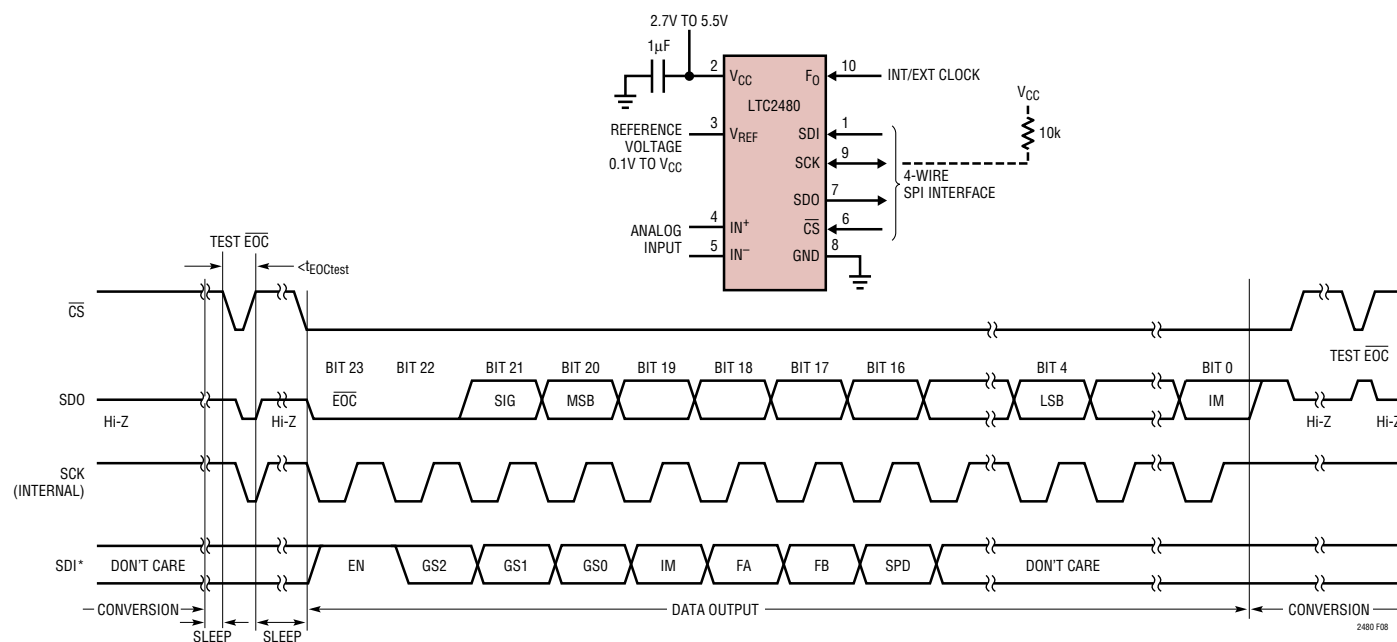 2.7V TO 5.5V
1µF
2 VCC FO 10 INT/EXT CLOCK
LTC2480
VCC
10k
REFERENCE VOLTAGE 0.1V TO VCC
3 VREF SDI 1
SCK 9
4-WIRE SPI INTERFACE
SDO 7
ANALOG INPUT
4 IN+ CS 6
5 IN− GND 8
TEST EOC
<tEOCtest
CS
BIT 23 BIT 22 BIT 21 BIT 20 BIT 19 BIT 18 BIT 17 BIT 16 BIT 4 BIT 0 TEST EOC
SDO EOC SIG MSB LSB IM
Hi-Z Hi-Z Hi-Z Hi-Z
SCK
(INTERNAL)
SDI* DON'T CARE EN GS2 GS1 GS0 IM FA FB SPD DON'T CARE
CONVERSION DATA OUTPUT CONVERSION
SLEEP SLEEP
2480 F08